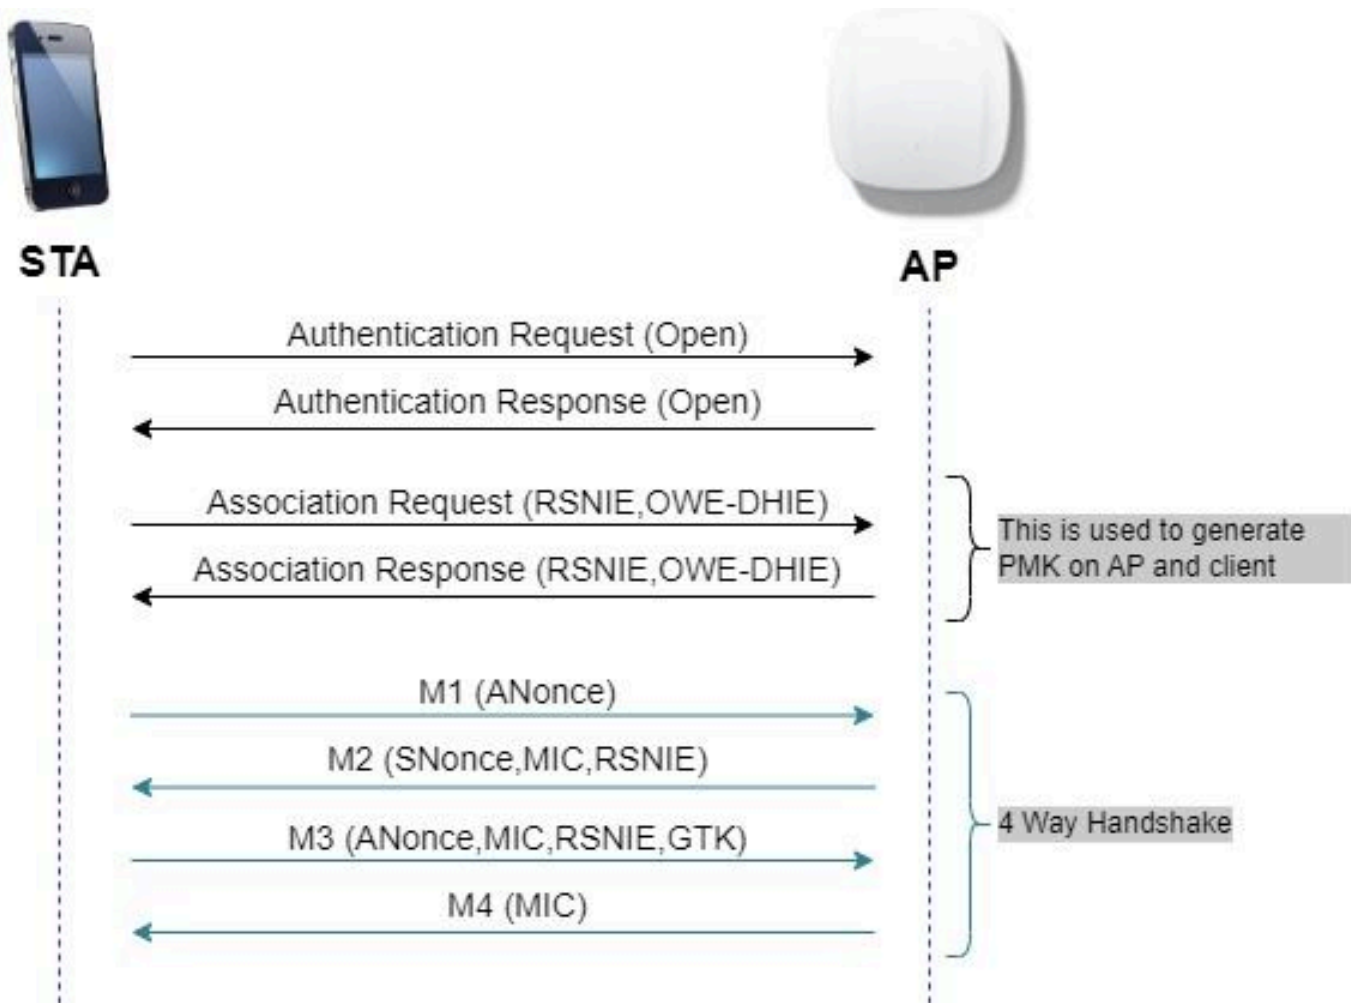 STA
AP
Authentication Request (Open)
Authentication Response (Open)
Association Request (RSNIE,OWE-DHIE)
Association Response (RSNIE,OWE-DHIE)
This is used to generate
PMK on AP and client
M1 (ANonce)
M2 (SNonce,MIC,RSNIE)
M3 (ANonce,MIC,RSNIE,GTK)
M4 (MIC)
4 Way Handshake